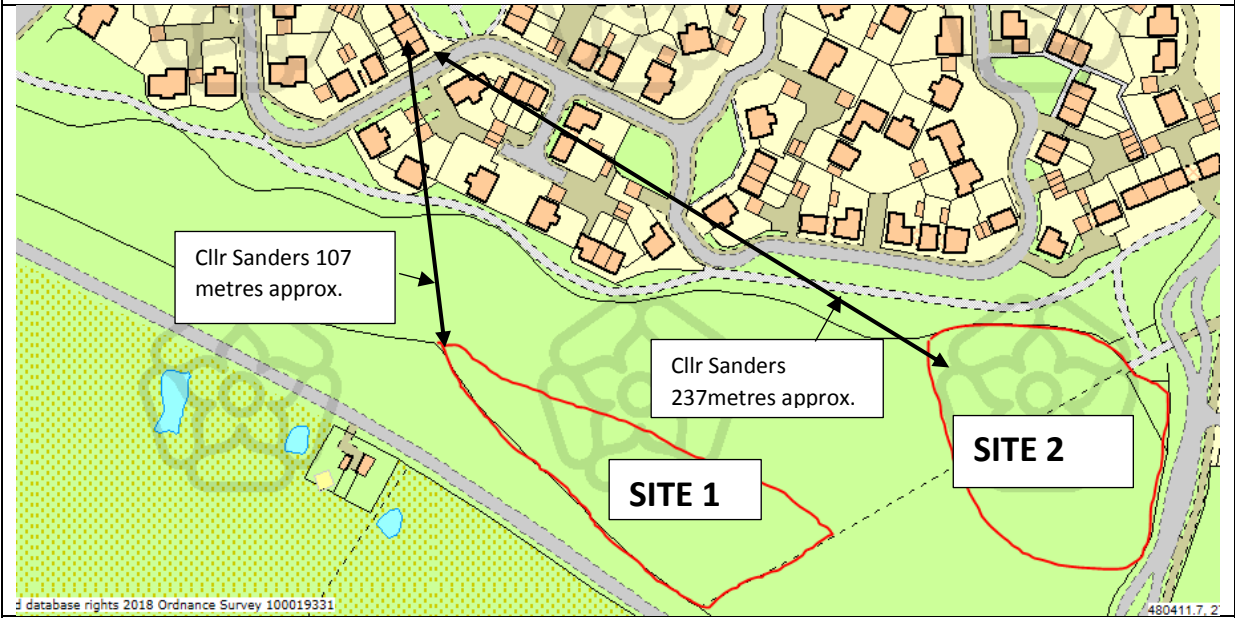 Cllr Sanders 107
metres approx.
Cllr Sanders
237metres approx.
SITE 2
SITE 1
database rights 2018 Ordnance Survey 100019331
480411.7, 2